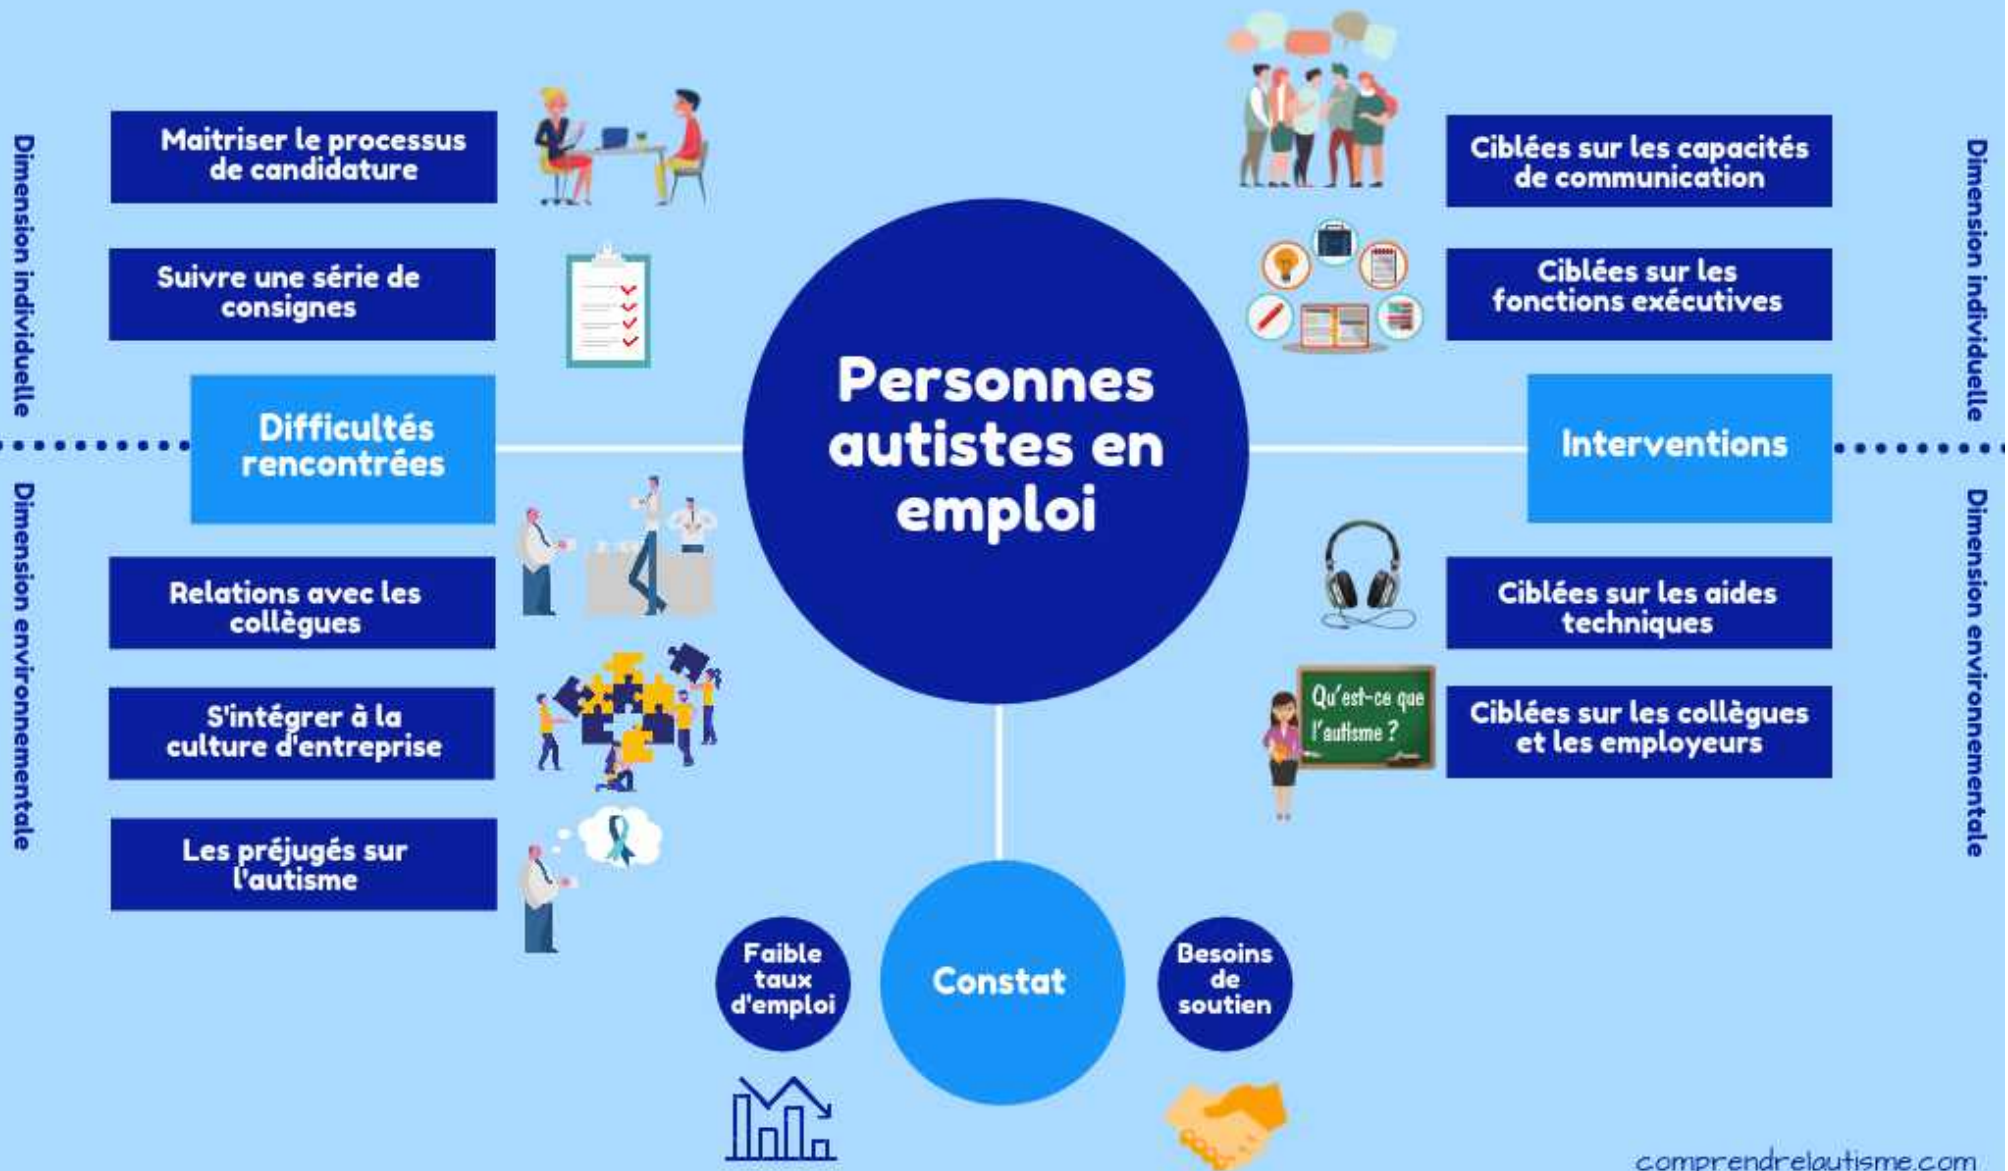 Dimension individuelle
Maitriser le processus
de candidature
Suivre une série de
consignes
Difficultés
rencontrées
Dimension environnementale
Relations avec les
collègues
S'intégrer à la
culture d'entreprise
Les préjugés sur
l'autisme
Personnes
autistes en
emploi
Constat
Faible
taux
d'emploi
Besoins
de
soutien
Dimension individuelle
Ciblées sur les capacités
de communication
Ciblées sur les
fonctions exécutives
Interventions
Dimension environnementale
Ciblées sur les aides
techniques
Qu'est-ce que
l'autisme ?
Ciblées sur les collègues
et les employeurs
comprendrelautisme.com